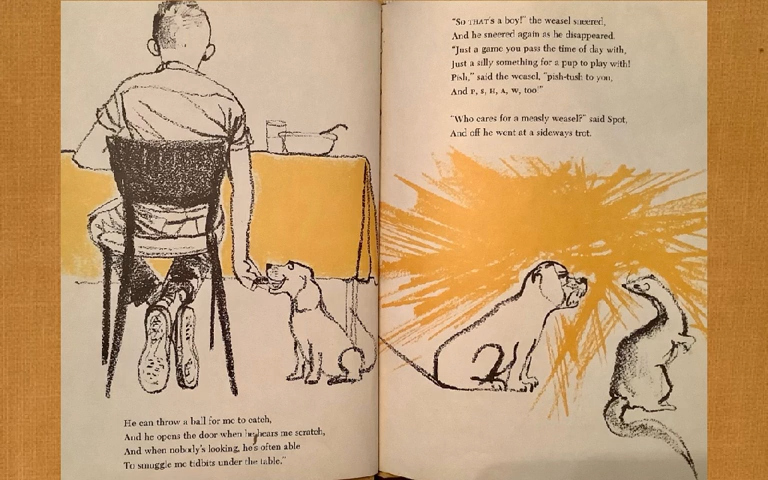 He can throw a ball for me to catch,
And he opens the door when he hears me scratch,
And when nobody's looking, he's often able
To smuggle me tidbits under the table."
"SO THAT'S a boy!" the weasel sneered,
And he sneered again as he disappeared.
"Just a game you pass the time of day with,
Just a silly something for a pup to play with!
Pish," said the weasel, "pish-tush to you,
And P, S, H, A, W, too!"
"Who cares for a measly weasel?" said Spot,
And off he went at a sideways trot.